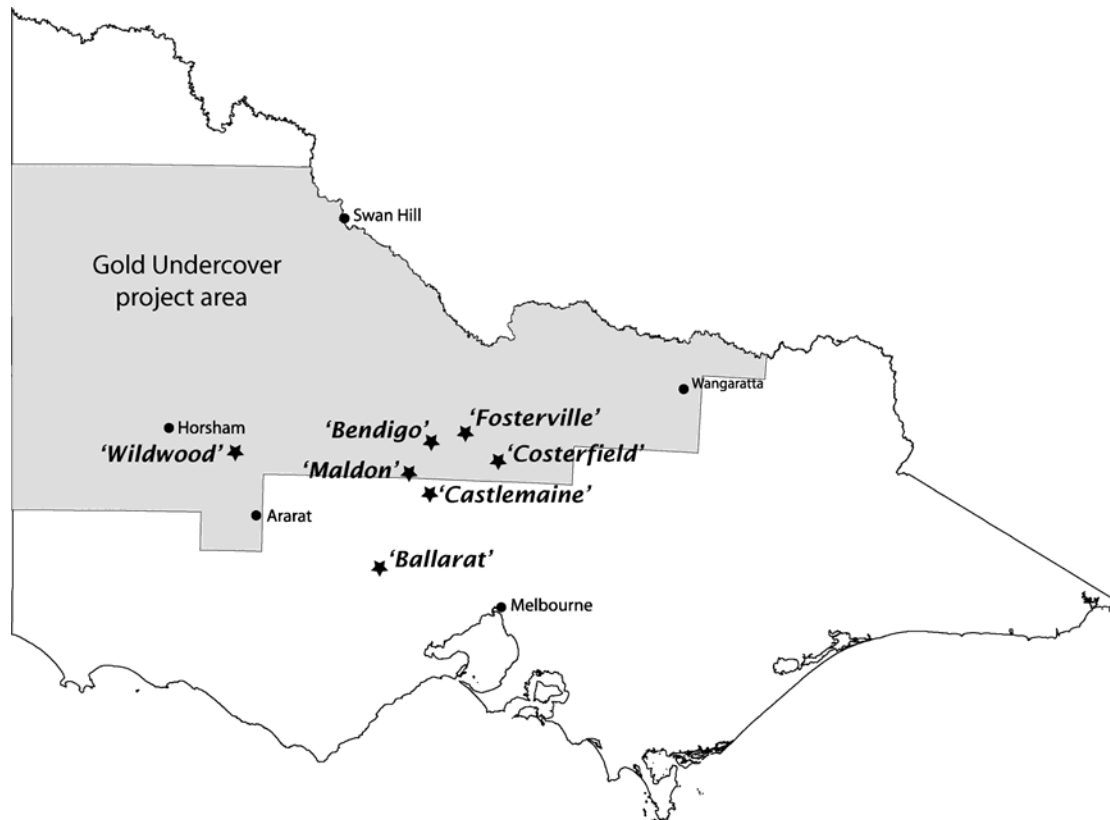 Swan Hill
Gold Undercover
project area
Wangaratta
Horsham
‘Fosterville’
‘Bendigo’
‘Wildwood’
‘Costerfield’
‘Maldon’
‘Castlemaine’
Ararat
‘Ballarat’
Melbourne